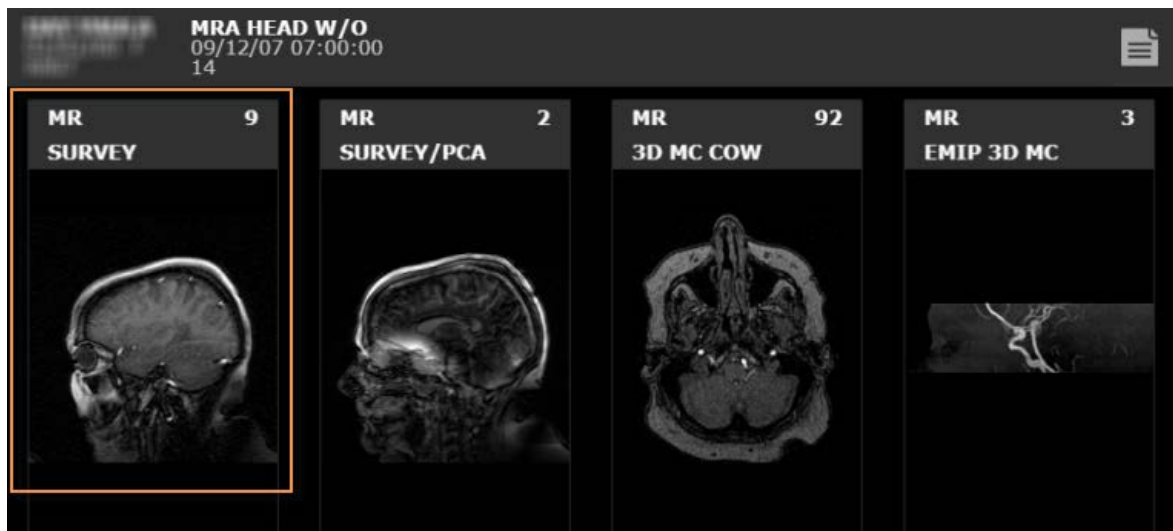 MRA HEAD W/O
09/12/07 07:00:00
14
MR 9
SURVEY
MR 2
SURVEY/PCA
MR 92
3D MC COW
MR 3
EMIP 3D MC